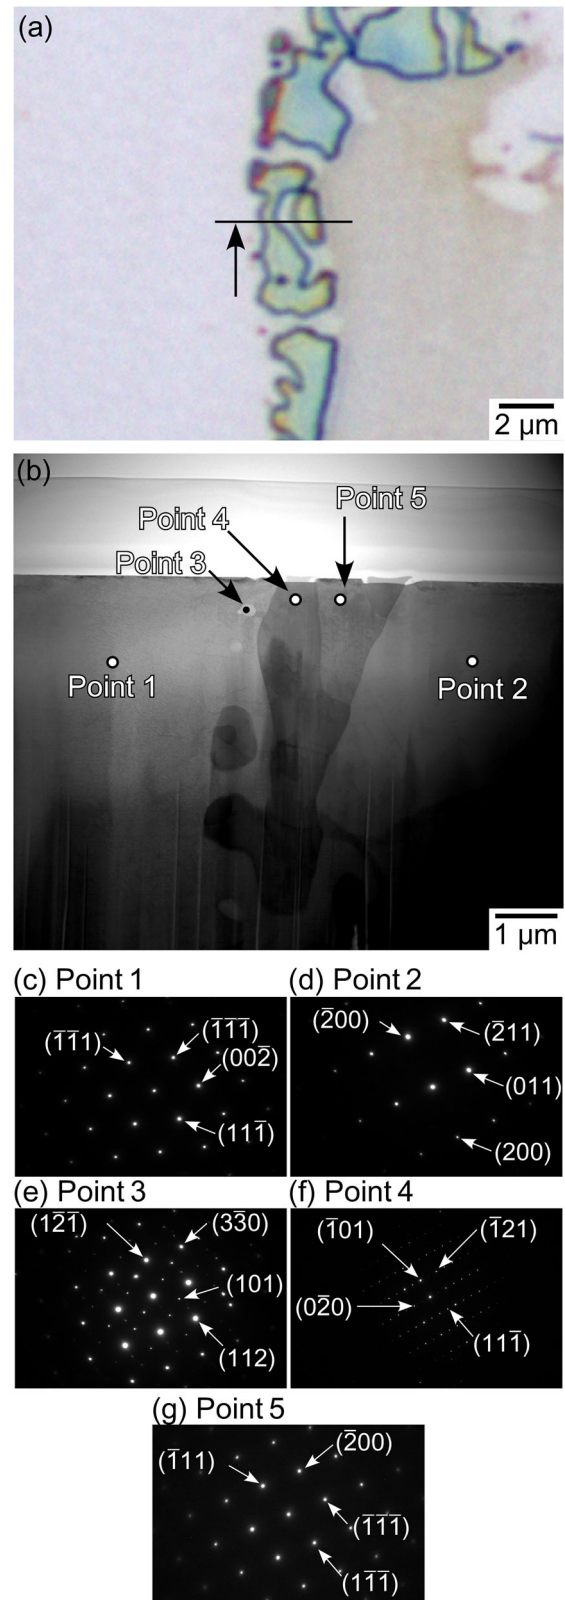 (a)
2 μm
(b)
Point 5
Point 4
Point 3
Point 1
Point 2
1 μm
(c) Point 1
(1̅1̅1)
(1̅1̅1̅)
(002̅)
(111̅)
(d) Point 2
(2̅00)
(2̅11)
(011)
(200)
(e) Point 3
(12̅1̅)
(33̅0)
(101)
(112)
(f) Point 4
(1̅01)
(1̅21)
(02̅0)
(111̅)
(g) Point 5
(1̅11)
(2̅00)
(1̅1̅1̅)
(11̅1̅)